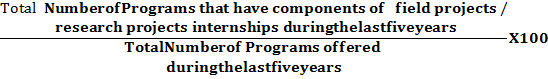 Total NumberofPrograms that have components of field projects /
research projects internships duringthelastfiveyears
X100
TotalNumberof Programs offered
duringthelastfiveyears